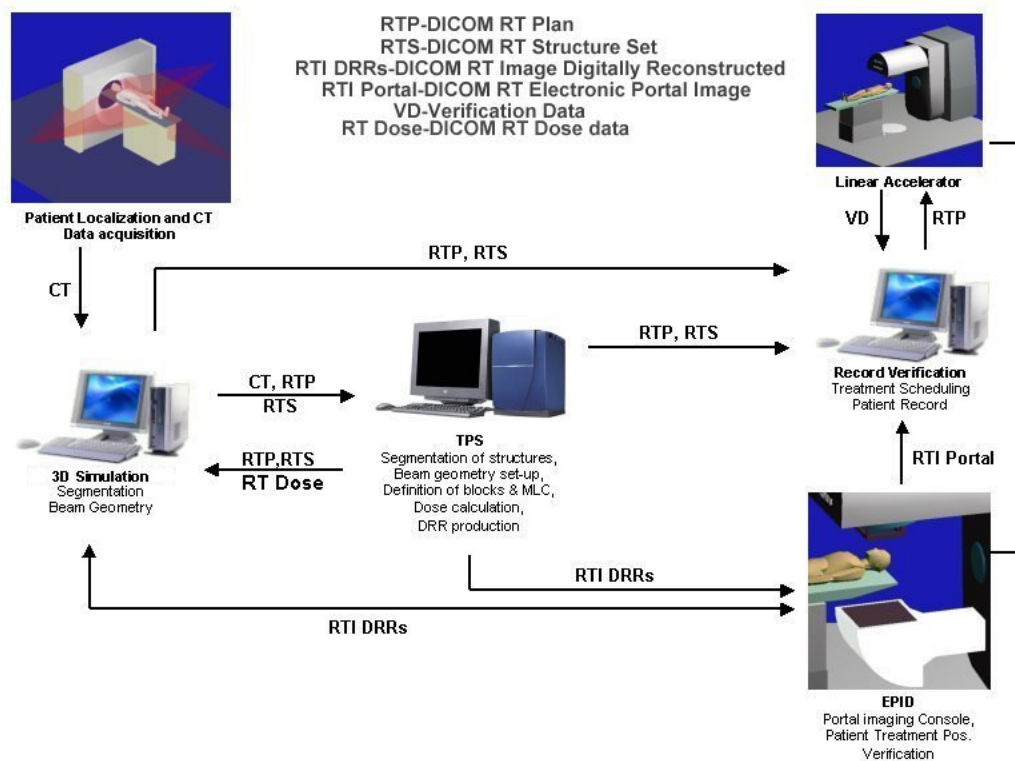 RTP-DICOM RT Plan
RTS-DICOM RT Structure Set
RTI DRRs-DICOM RT Image Digitally Reconstructed
RTI Portal-DICOM RT Electronic Portal Image
VD-Verification Data
RT Dose-DICOM RT Dose data
Patient Localization and CT
Data acquisition
Linear Accelerator
VD
RTP
CT
RTP, RTS
RTP, RTS
CT, RTP
RTS
Record Verification
Treatment Scheduling
Patient Record
TPS
Segmentation of structures,
Beam geometry set-up,
Definition of blocks & MLC,
Dose calculation,
DRR production
RTP,RTS
RT Dose
3D Simulation
Segmentation
Beam Geometry
RTI Portal
RTI DRRs
RTI DRRs
EPID
Portal imaging Console,
Patient Treatment Pos.
Verification